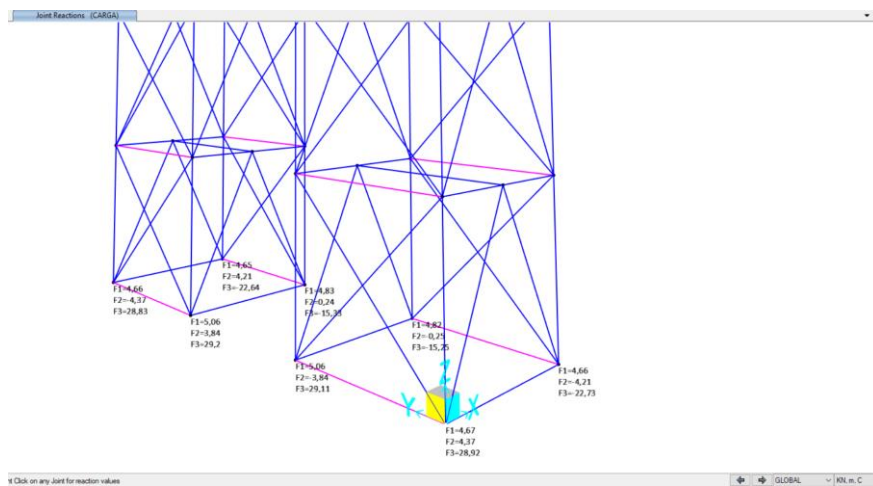 Joint Reactions (CARGA)
F1=4,65
F2=4,21
F3=-22,64
F1=4,66
F2=-4,37
F3=28,83
F1=4,83
F2=0,24
F3=-15,33
F1=5,06
F2=3,84
F3=29,2
F1=4,82
F2=-0,25
F3=-15,25
F1=5,06
F2=-3,84
F3=29,11
F1=4,66
F2=-4,21
F3=-22,73
Z
Y
X
F1=4,67
F2=4,37
F3=28,92
nt Click on any Joint for reaction values
GLOBAL
KN, m, C